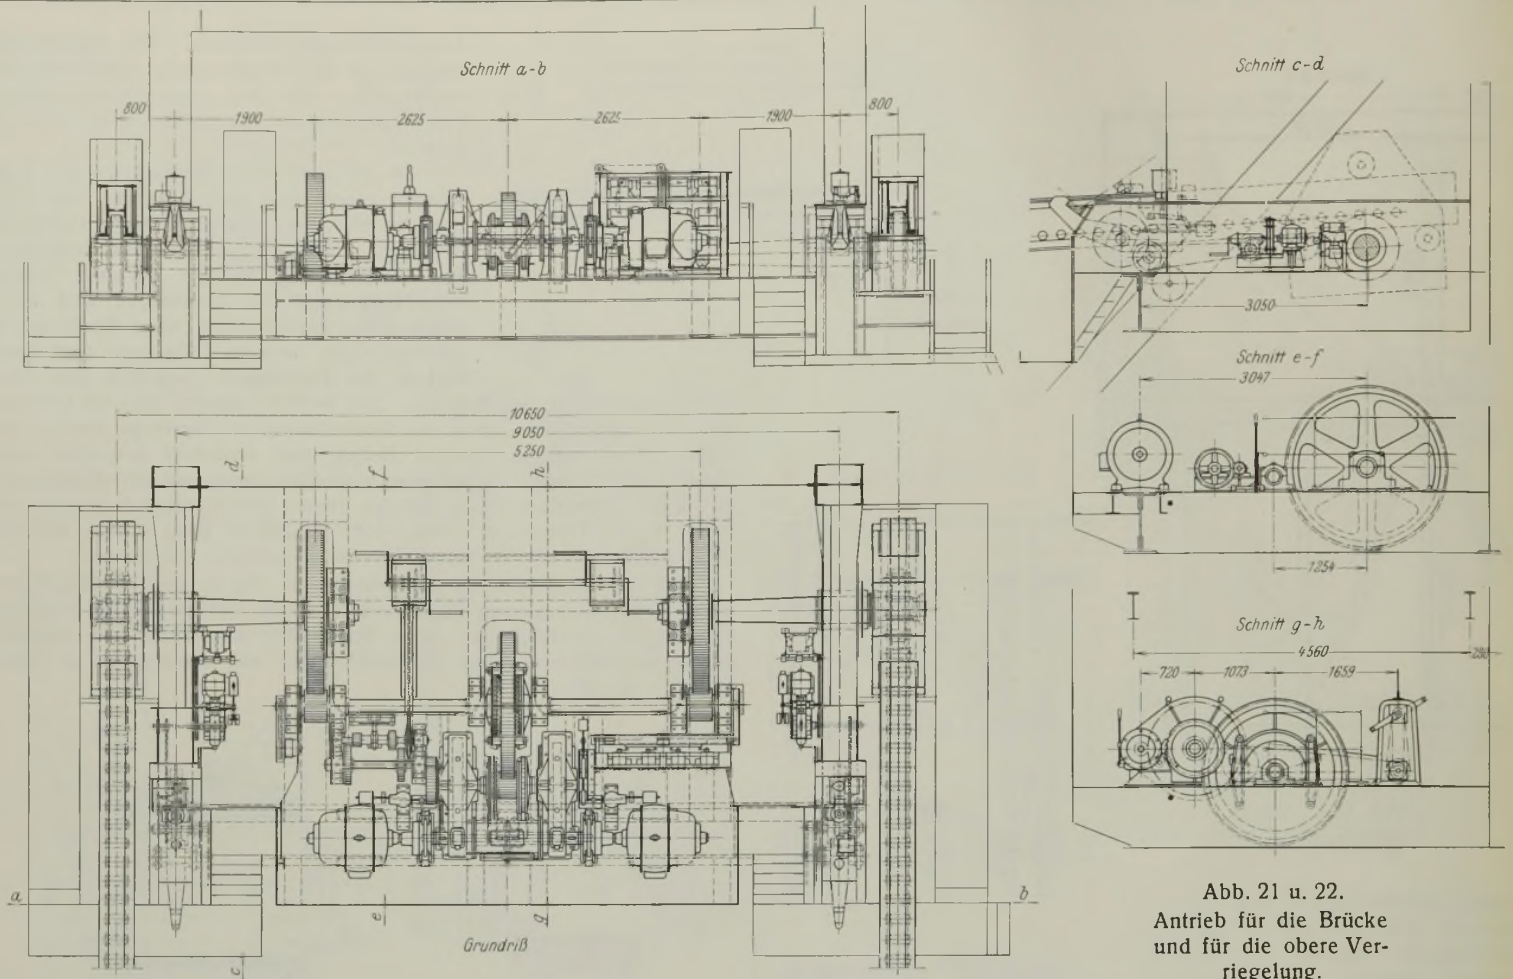 Schnitt a-b
800
1900
2625
2625
1900
800
Schnitt c-d
3050
Schnitt e-f
3047
1254
10650
9050
5250
d
f
h
Schnitt g-h
4560
720
1073
1659
a
e
g
b
c
Grundriß
Abb. 21 u. 22.
Antrieb für die Brücke
und für die obere Ver-
riegelung.